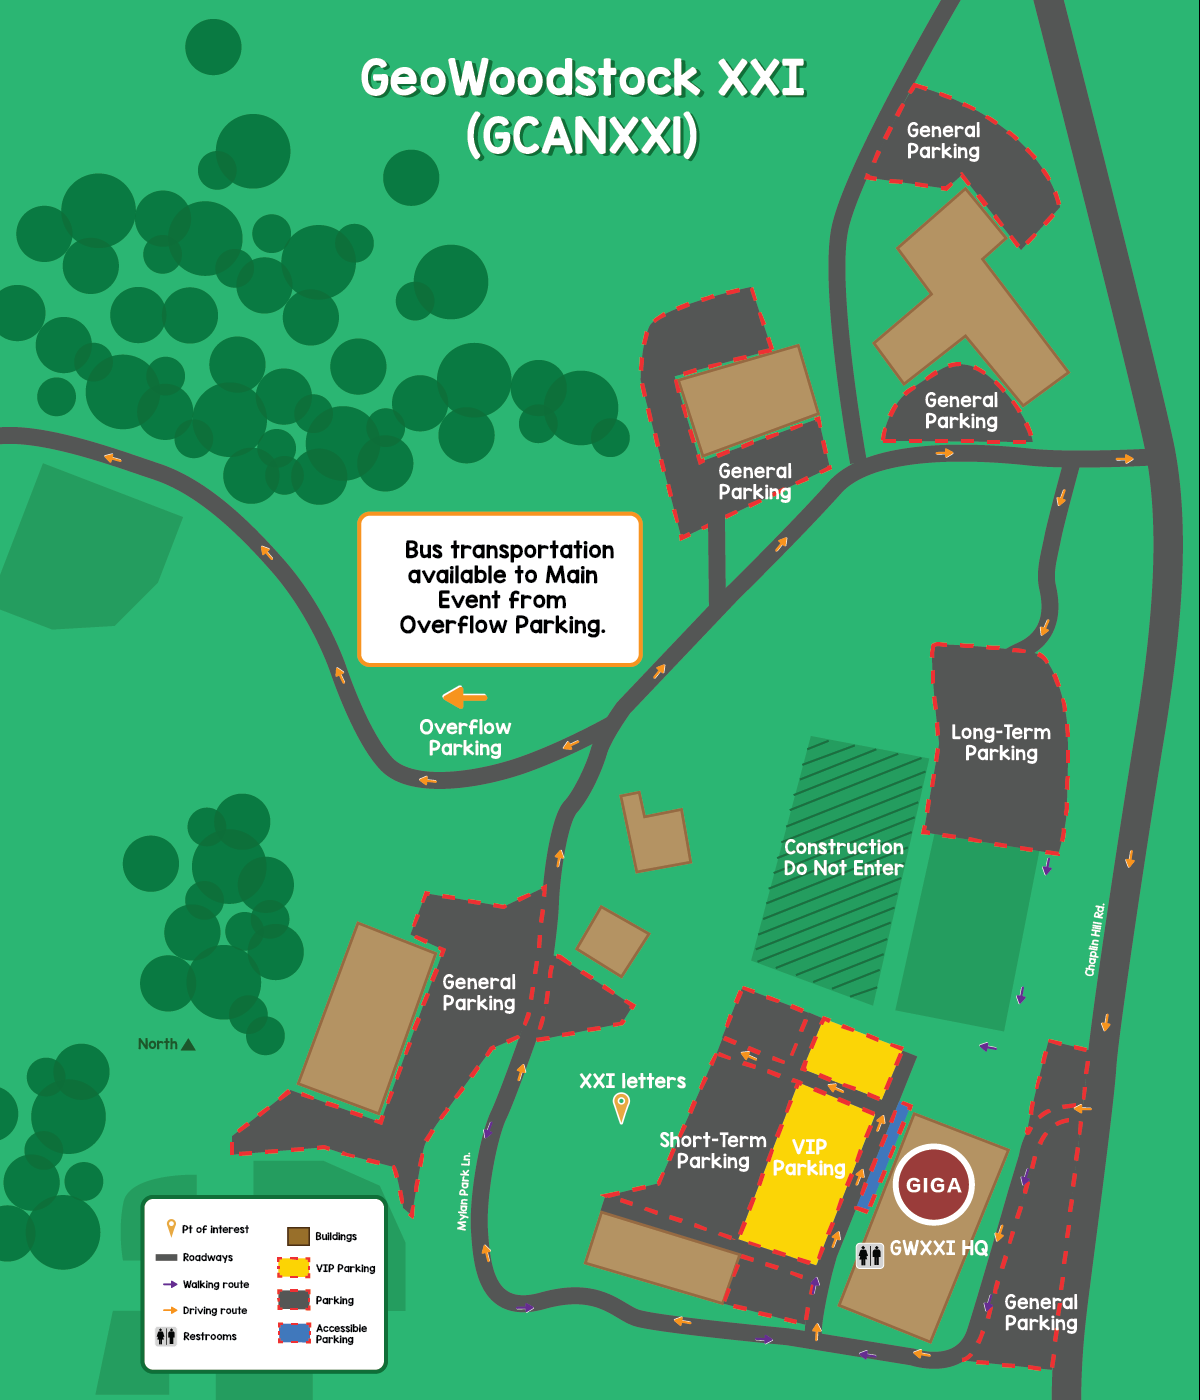 GeoWoodstock XXI
(GCANXXI)
General
Parking
General
Parking
General
Parking
Bus transportation
available to Main
Event from
Overflow Parking.
Overflow
Parking
Long-Term
Parking
Construction
Do Not Enter
Chaplin Hill Rd.
General
Parking
North
XXI letters
Short-Term
Parking
VIP
Parking
GIGA
GWXXI HQ
Mylan Park Ln.
General
Parking
Pt of interest
Roadways
Walking route
Driving route
Restrooms
Buildings
VIP Parking
Parking
Accessible
Parking